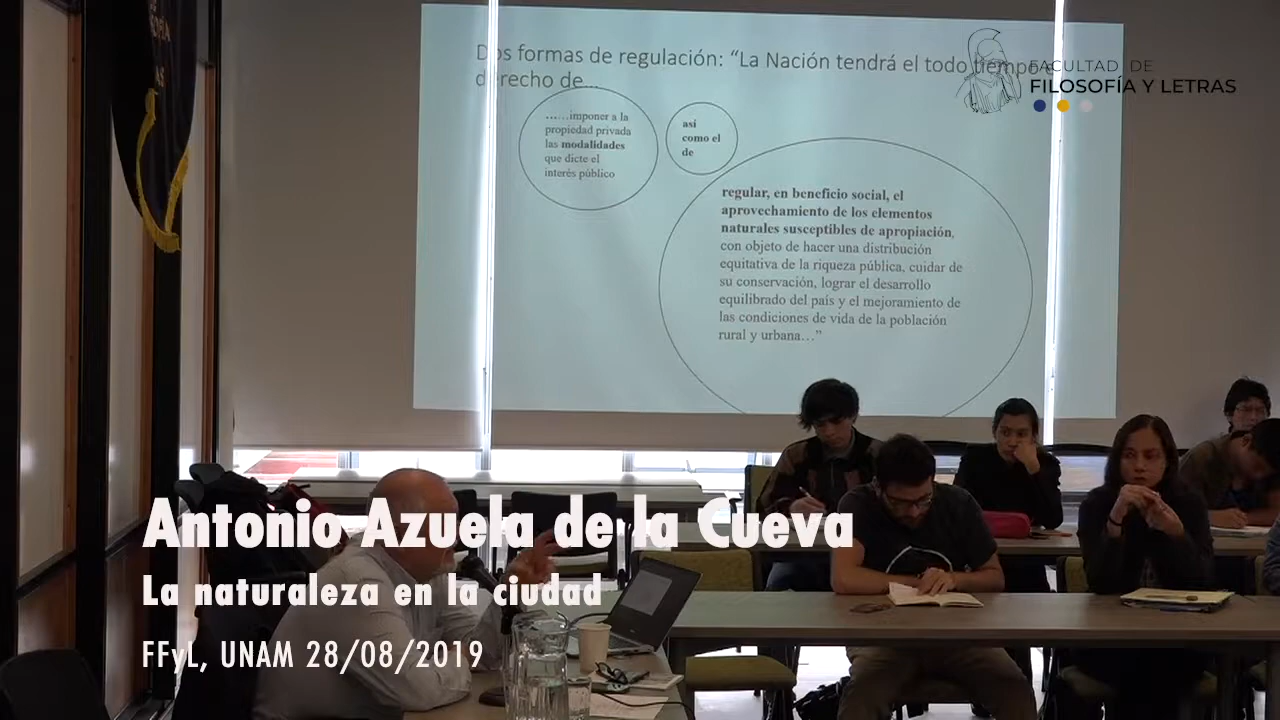 Dos formas de regulación: “La Nación tendrá el todo tiempo e
derecho de...
FACULTAD DE
FILOSOFÍA Y LETRAS
……imponer a la
propiedad privada
las modalidades
que dicte el
interés público
asi
como el
de
regular, en beneficio social, el
aprovechamiento de los elementos
naturales susceptibles de apropiación,
con objeto de hacer una distribución
equitativa de la riqueza pública, cuidar de
su conservación, lograr el desarrollo
equilibrado del país y el mejoramiento de
las condiciones de vida de la población
rural y urbana…”
Antonio Azuela de la Cueva
La naturaleza en la ciudad
FFyL, UNAM 28/08/2019